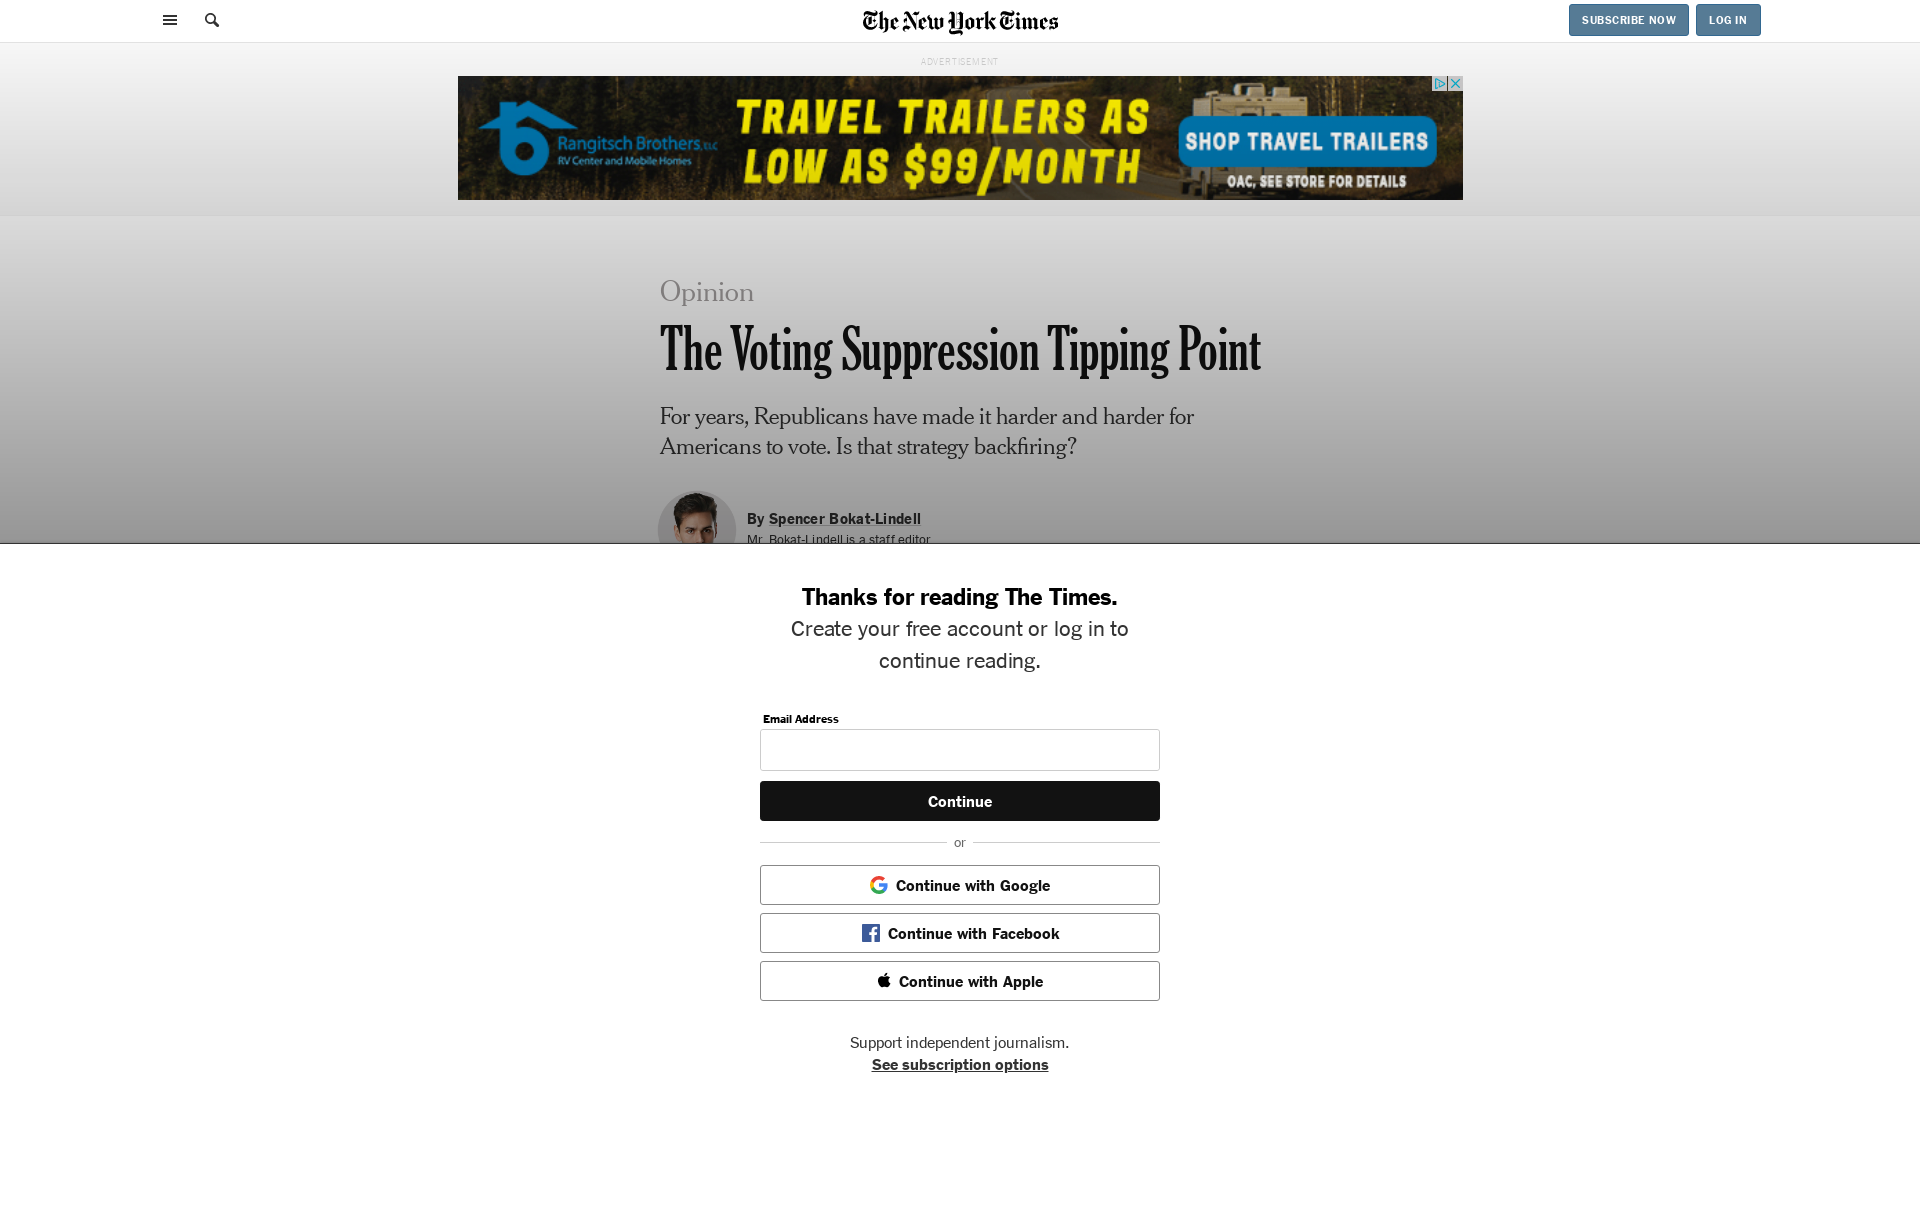 The New York Times
SUBSCRIBE NOW
LOG IN
ADVERTISEMENT
Rangitsch Brothers, LLC
RV Center and Mobile Homes
TRAVEL TRAILERS AS
LOW AS $99/MONTH
SHOP TRAVEL TRAILERS
OAC, SEE STORE FOR DETAILS
Opinion
The Voting Suppression Tipping Point
For years, Republicans have made it harder and harder for
Americans to vote. Is that strategy backfiring?
By Spencer Bokat-Lindell
Mr. Bokat-Lindell is a staff editor.
Thanks for reading The Times.
Create your free account or log in to
continue reading.
Email Address
Continue
or
Continue with Google
Continue with Facebook
Continue with Apple
Support independent journalism.
See subscription options